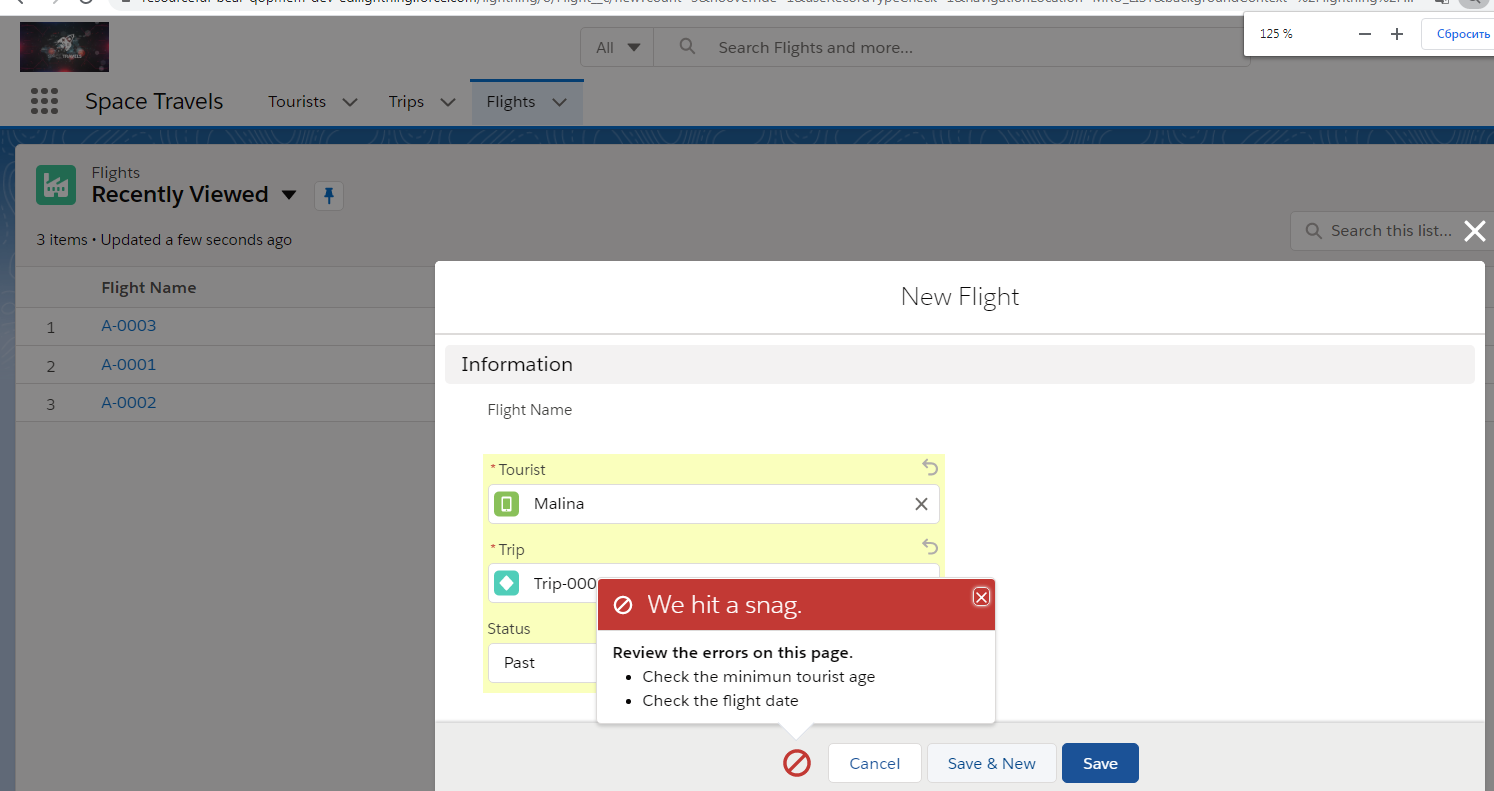 125 %
Сбросить
All
Search Flights and more...
Space Travels
Tourists
Trips
Flights
Flights
Recently Viewed
3 items • Updated a few seconds ago
Search this list...
Flight Name
1 A-0003
2 A-0001
3 A-0002
New Flight
Information
Flight Name
* Tourist
Malina
* Trip
Trip-000
Status
Past
We hit a snag.
Review the errors on this page.
• Check the minimun tourist age
• Check the flight date
Cancel
Save & New
Save